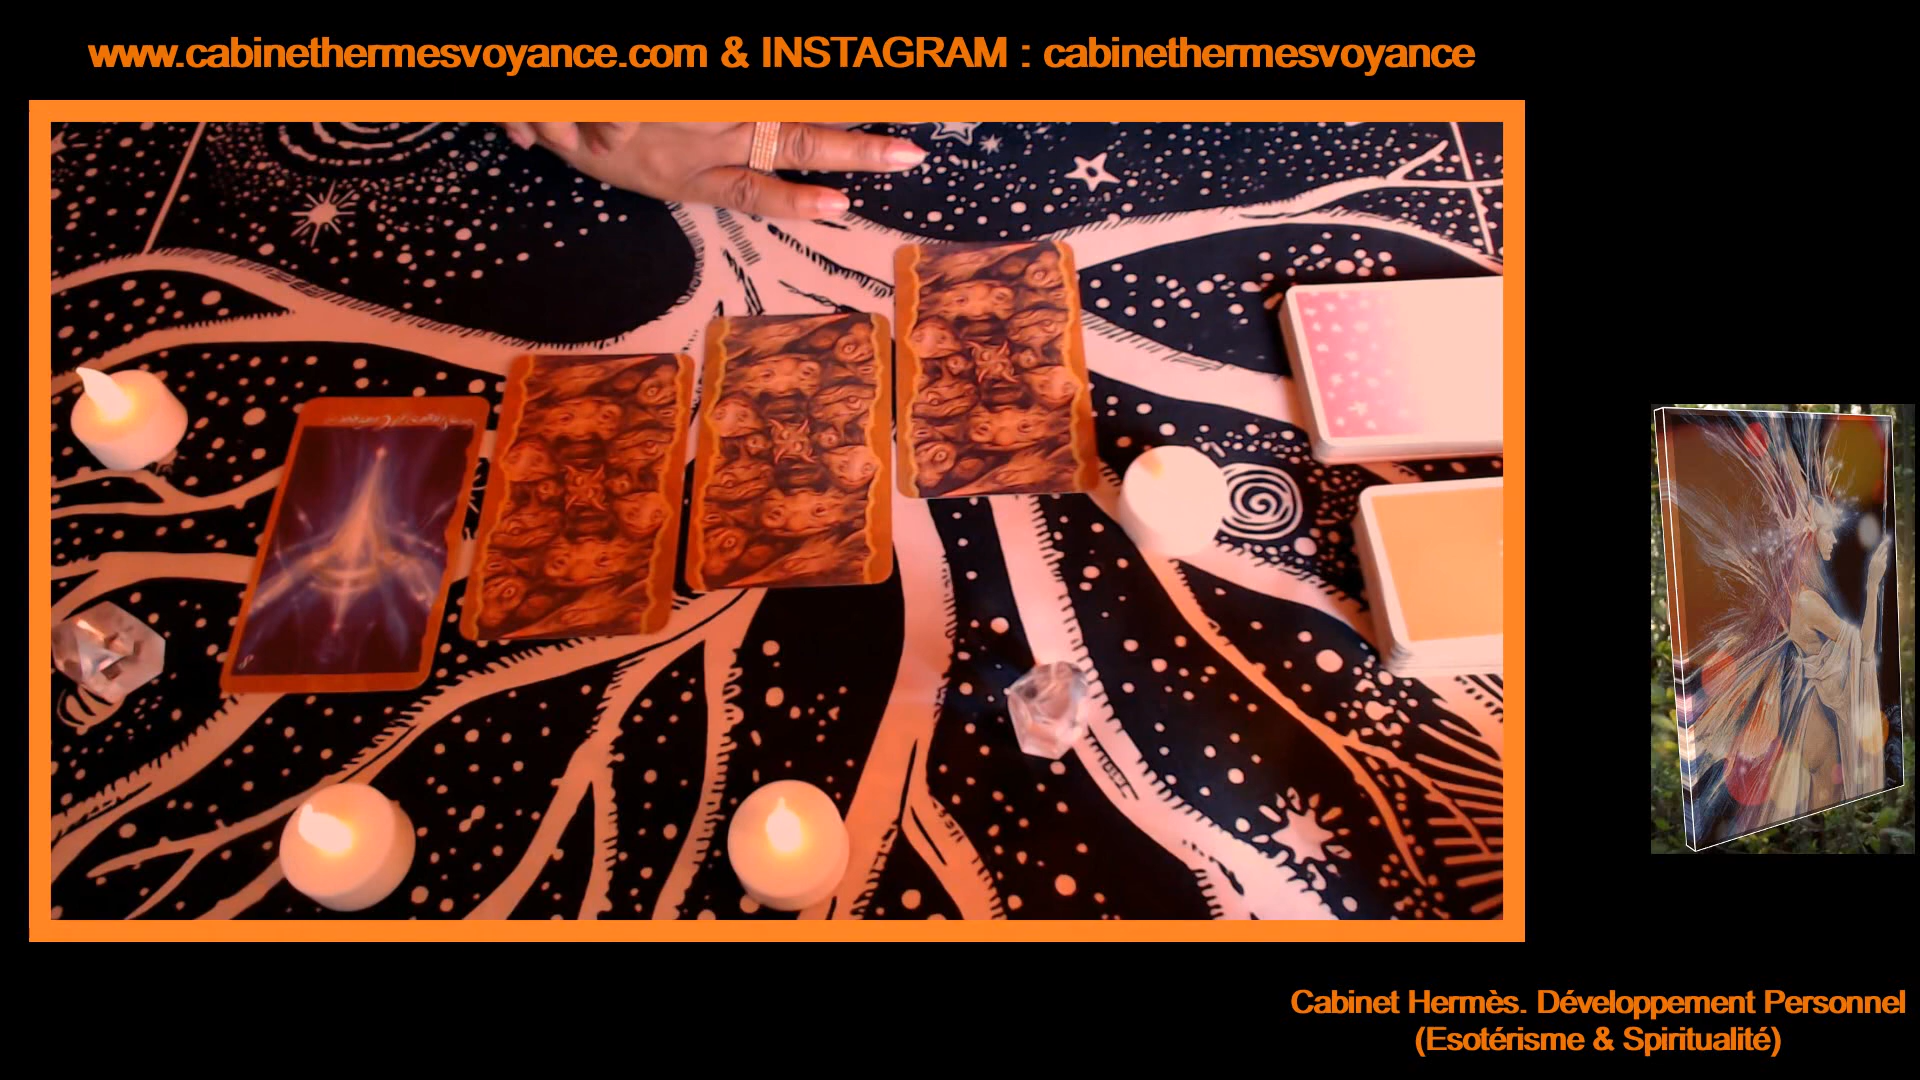 www.cabinethermesvoyance.com & INSTAGRAM : cabinethermesvoyance
Cabinet Hermès. Développement Personnel
(Esotérisme & Spiritualité)